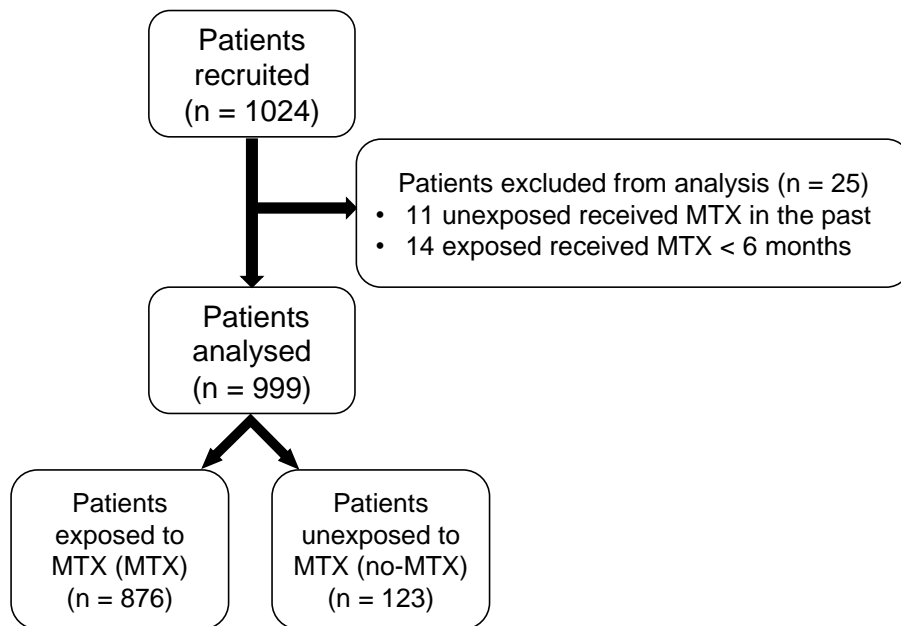 Patients
recruited
(n = 1024)
Patients excluded from analysis (n = 25)
• 11 unexposed received MTX in the past
• 14 exposed received MTX < 6 months
Patients
analysed
(n = 999)
Patients
exposed to
MTX (MTX)
(n = 876)
Patients
unexposed to
MTX (no-MTX)
(n = 123)